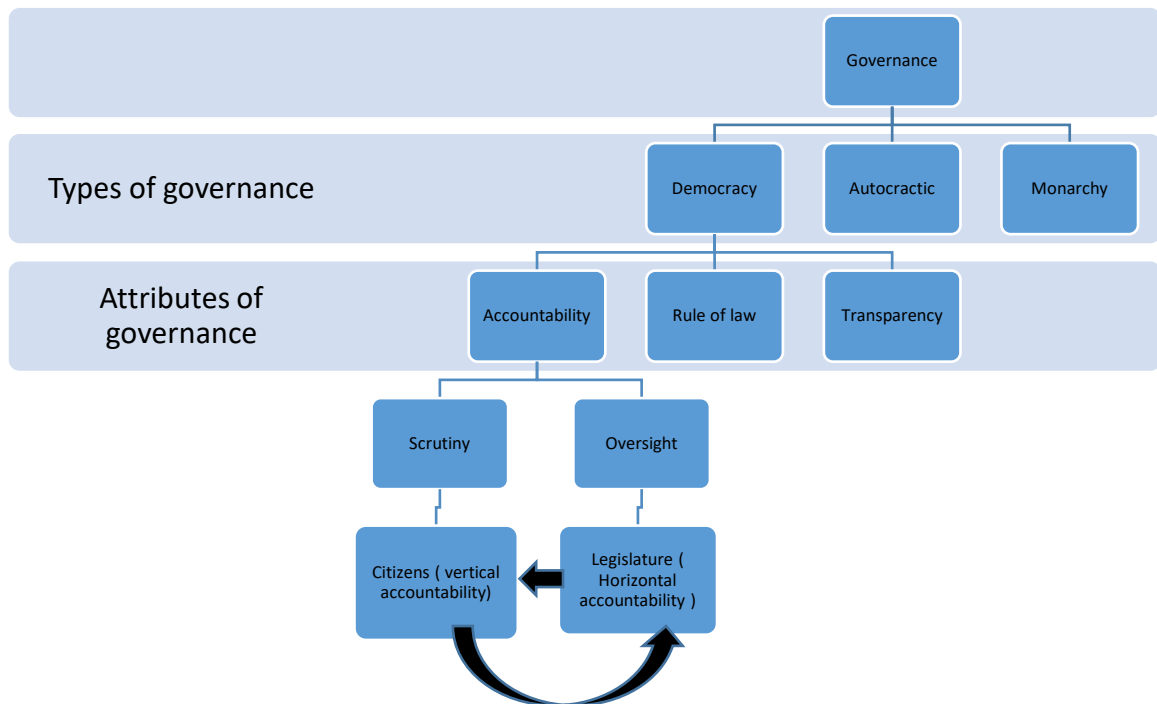 Governance
Types of governance
Democracy
Autocractic
Monarchy
Attributes of
governance
Accountability
Rule of law
Transparency
Scrutiny
Oversight
Citizens ( vertical
accountability)
Legislature (
Horizontal
accountability )